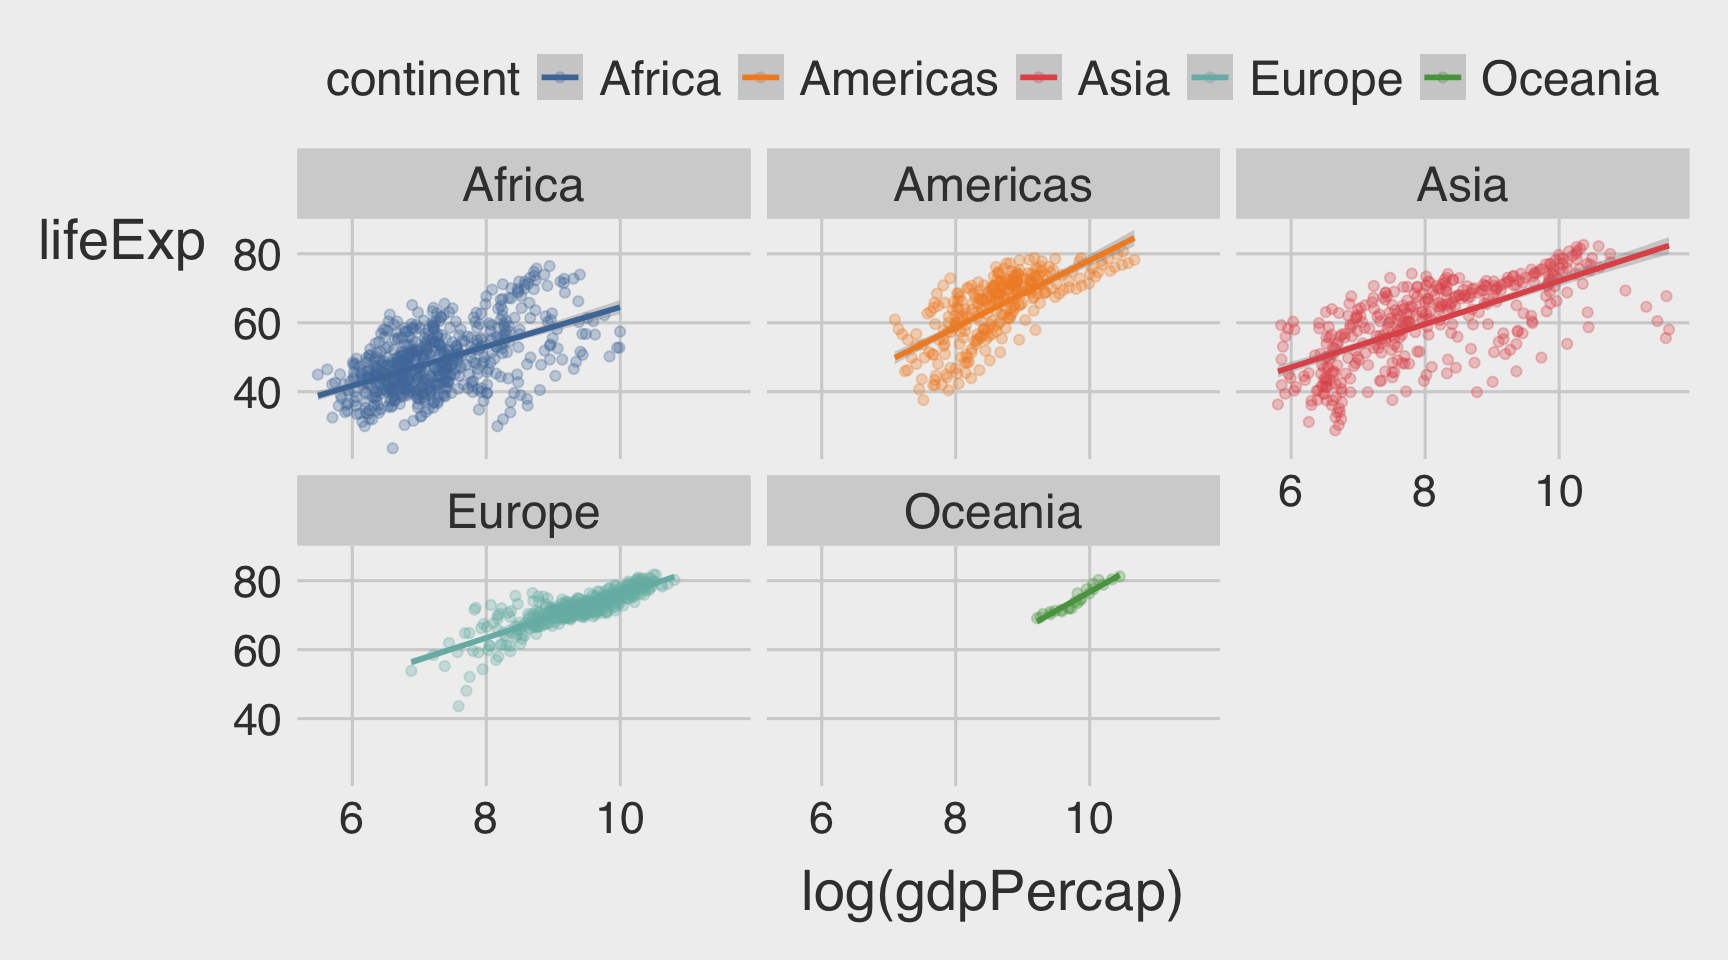 continent Africa Americas Asia Europe Oceania
Africa Americas Asia
lifeExp
80
60
40
6 8 10
Europe Oceania
80
60
40
6 8 10 6 8 10
log(gdpPercap)